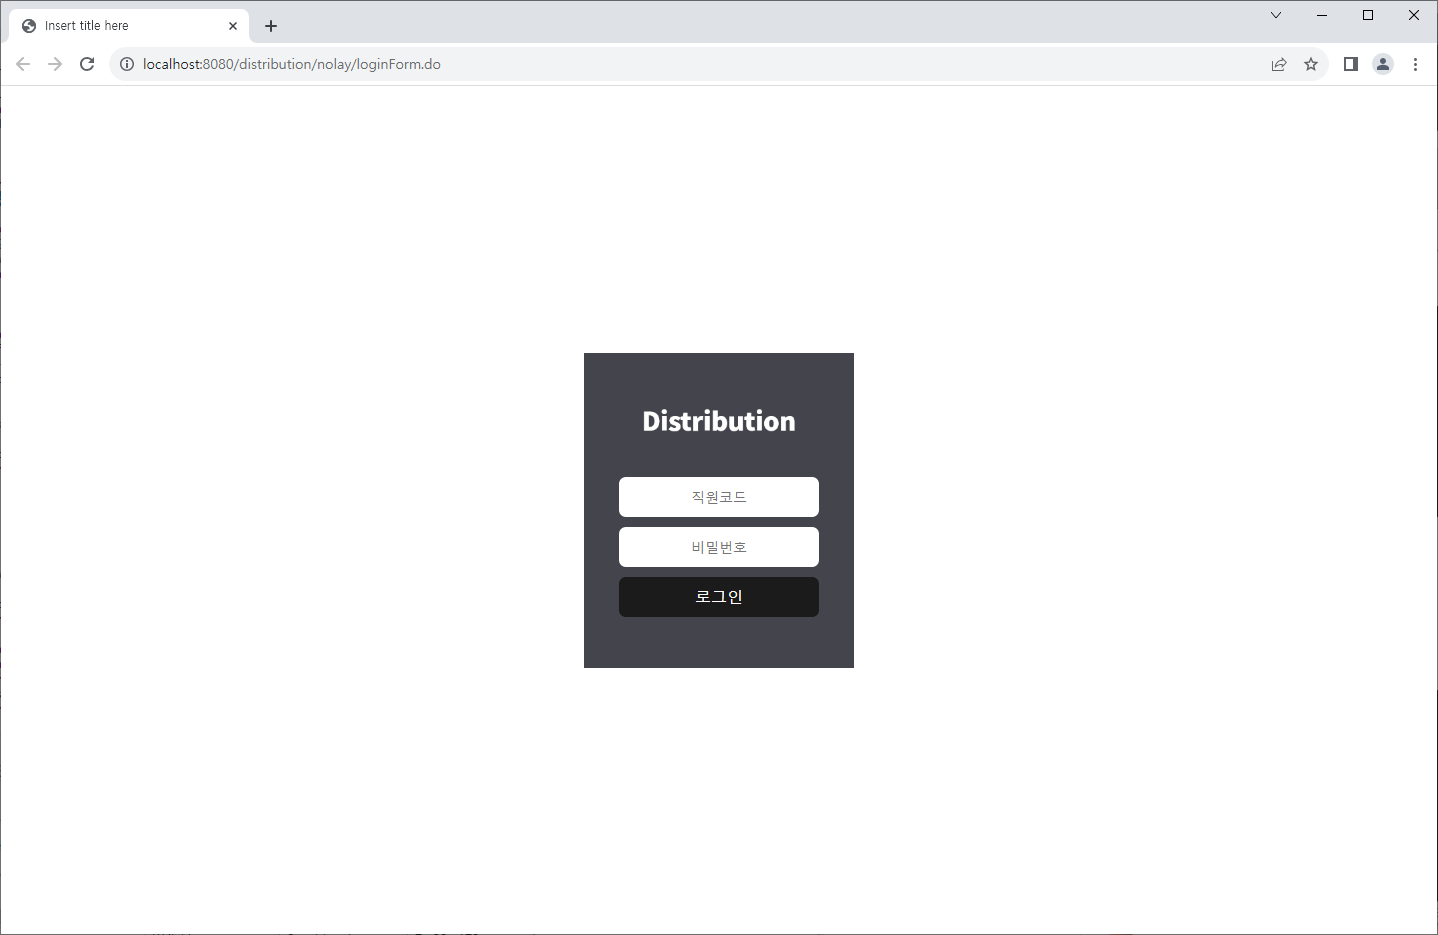 Insert title here
localhost:8080/distribution/nolay/loginForm.do
Distribution
직원코드
비밀번호
로그인